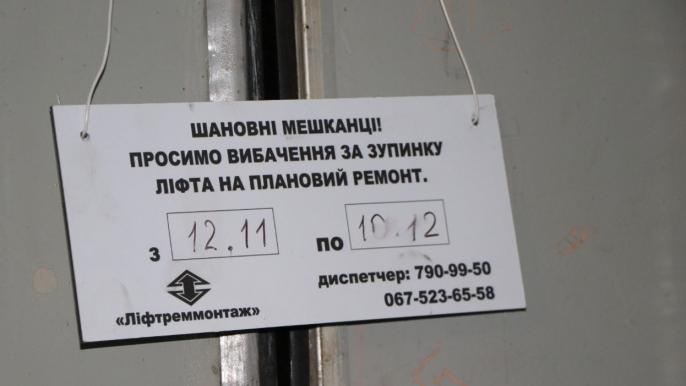 ШАНОВНІ МЕШКАНЦІ!
ПРОСИМО ВИБАЧЕННЯ ЗА ЗУПИНКУ
ЛІФТА НА ПЛАНОВИЙ РЕМОНТ.
З 12.11 ПО 10.12
диспетчер: 790-99-50
067-523-65-58
«Ліфтреммонтаж»